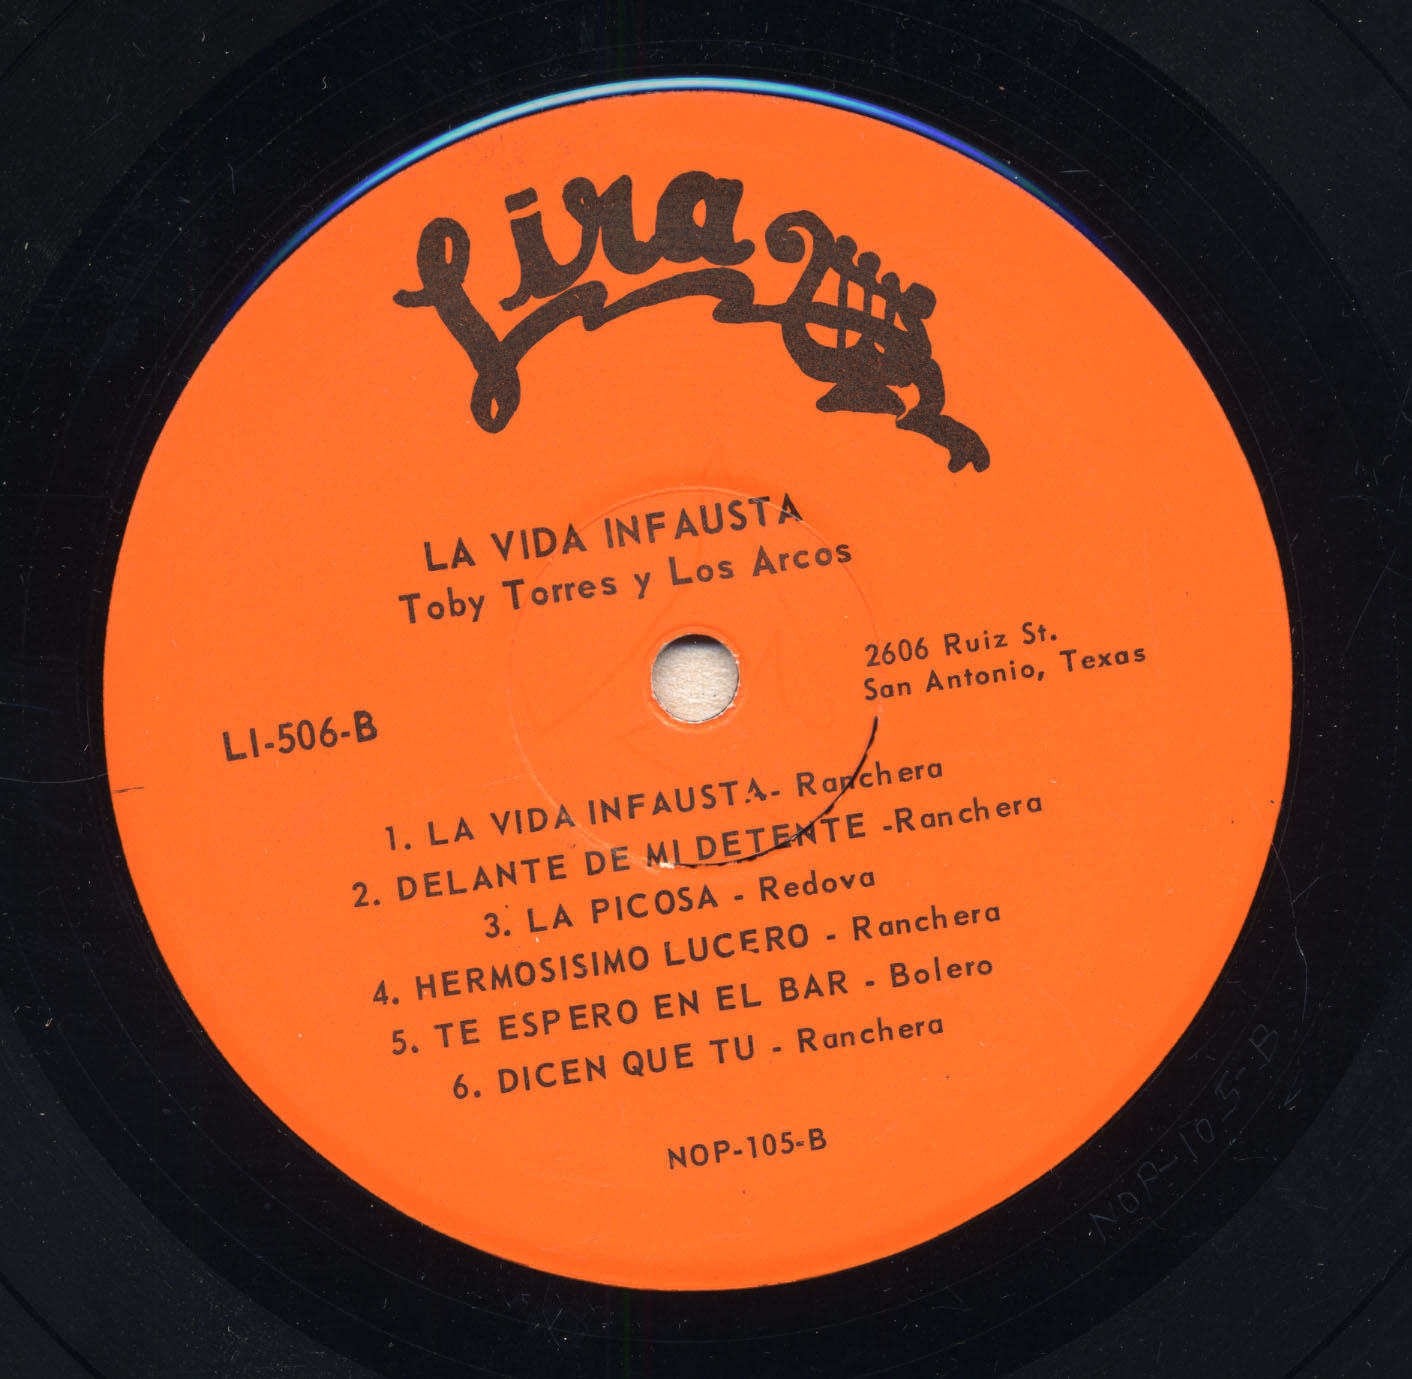 Lira
LA VIDA INFAUSTA
Toby Torres y Los Arcos
2606 Ruiz St.
San Antonio, Texas
LI-506-B
1. LA VIDA INFAUSTA- Ranchera
2. DELANTE DE MI DETENTE -Ranchera
3. LA PICOSA - Redova
4. HERMOSISIMO LUCERO - Ranchera
5. TE ESPERO EN EL BAR - Bolero
6. DICEN QUE TU - Ranchera
NOP-105-B
NOP-105-B